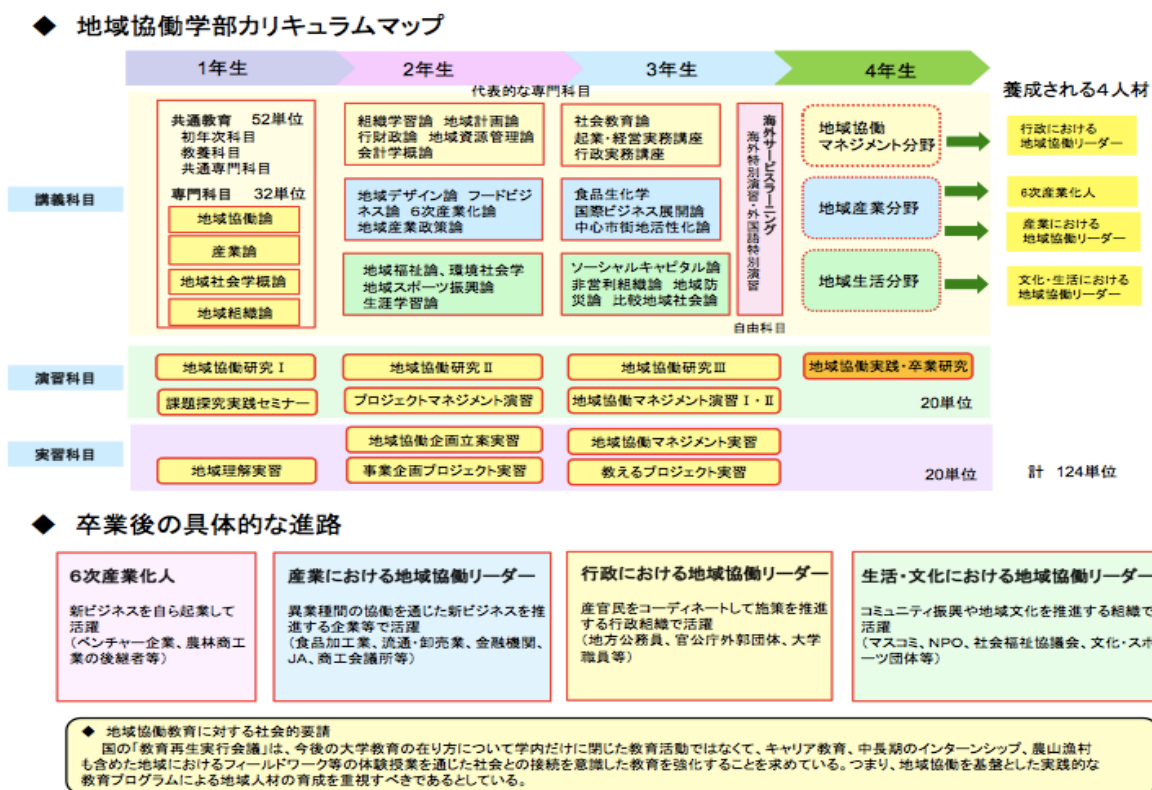 ◆ 地域協働学部カリキュラムマップ
1年生
2年生
3年生
4年生
代表的な専門科目
養成される4人材
講義科目
共通教育 52単位
初年次科目
教養科目
共通専門科目
専門科目 32単位
地域協働論
産業論
地域社会学概論
地域組織論
組織学習論 地域計画論
行財政論 地域資源管理論
会計学概論
地域デザイン論 フードビジ
ネス論 6次産業化論
地域産業政策論
地域福祉論、環境社会学
地域スポーツ振興論
生涯学習論
社会教育論
起業・経営実務講座
行政実務講座
食品生化学
国際ビジネス展開論
中心市街地活性化論
ソーシャルキャピタル論
非営利組織論 地域防
災論 比較地域社会論
海外サービスラーニング
海外特別演習・外国語特別演習
自由科目
地域協働
マネジメント分野
地域産業分野
地域生活分野
行政における
地域協働リーダー
6次産業化人
産業における
地域協働リーダー
文化・生活における
地域協働リーダー
演習科目
地域協働研究Ⅰ
地域協働研究Ⅱ
地域協働研究Ⅲ
地域協働実践・卒業研究
課題探究実践セミナー
プロジェクトマネジメント演習
地域協働マネジメント演習Ⅰ・Ⅱ
20単位
実習科目
地域協働企画立案実習
地域協働マネジメント実習
地域理解実習
事業企画プロジェクト実習
教えるプロジェクト実習
20単位
計 124単位
◆ 卒業後の具体的な進路
6次産業化人
新ビジネスを自ら起業して
活躍
(ベンチャー企業、農林商工
業の後継者等)
産業における地域協働リーダー
異業種間の協働を通じた新ビジネスを推
進する企業等で活躍
(食品加工業、流通・卸売業、金融機関、
JA、商工会議所等)
行政における地域協働リーダー
産官民をコーディネートして施策を推進
する行政組織で活躍
(地方公務員、官公庁外郭団体、大学
職員等)
生活・文化における地域協働リーダー
コミュニティ振興や地域文化を推進する組織で
活躍
(マスコミ、NPO、社会福祉協議会、文化・スポ
ーツ団体等)
◆ 地域協働教育に対する社会的要請
国の「教育再生実行会議」は、今後の大学教育の在り方について学内だけに閉じた教育活動ではなくて、キャリア教育、中長期のインターンシップ、農山漁村
も含めた地域におけるフィールドワーク等の体験授業を通じた社会との接続を意識した教育を強化することを求めている。つまり、地域協働を基盤とした実践的な
教育プログラムによる地域人材の育成を重視すべきであるとしている。